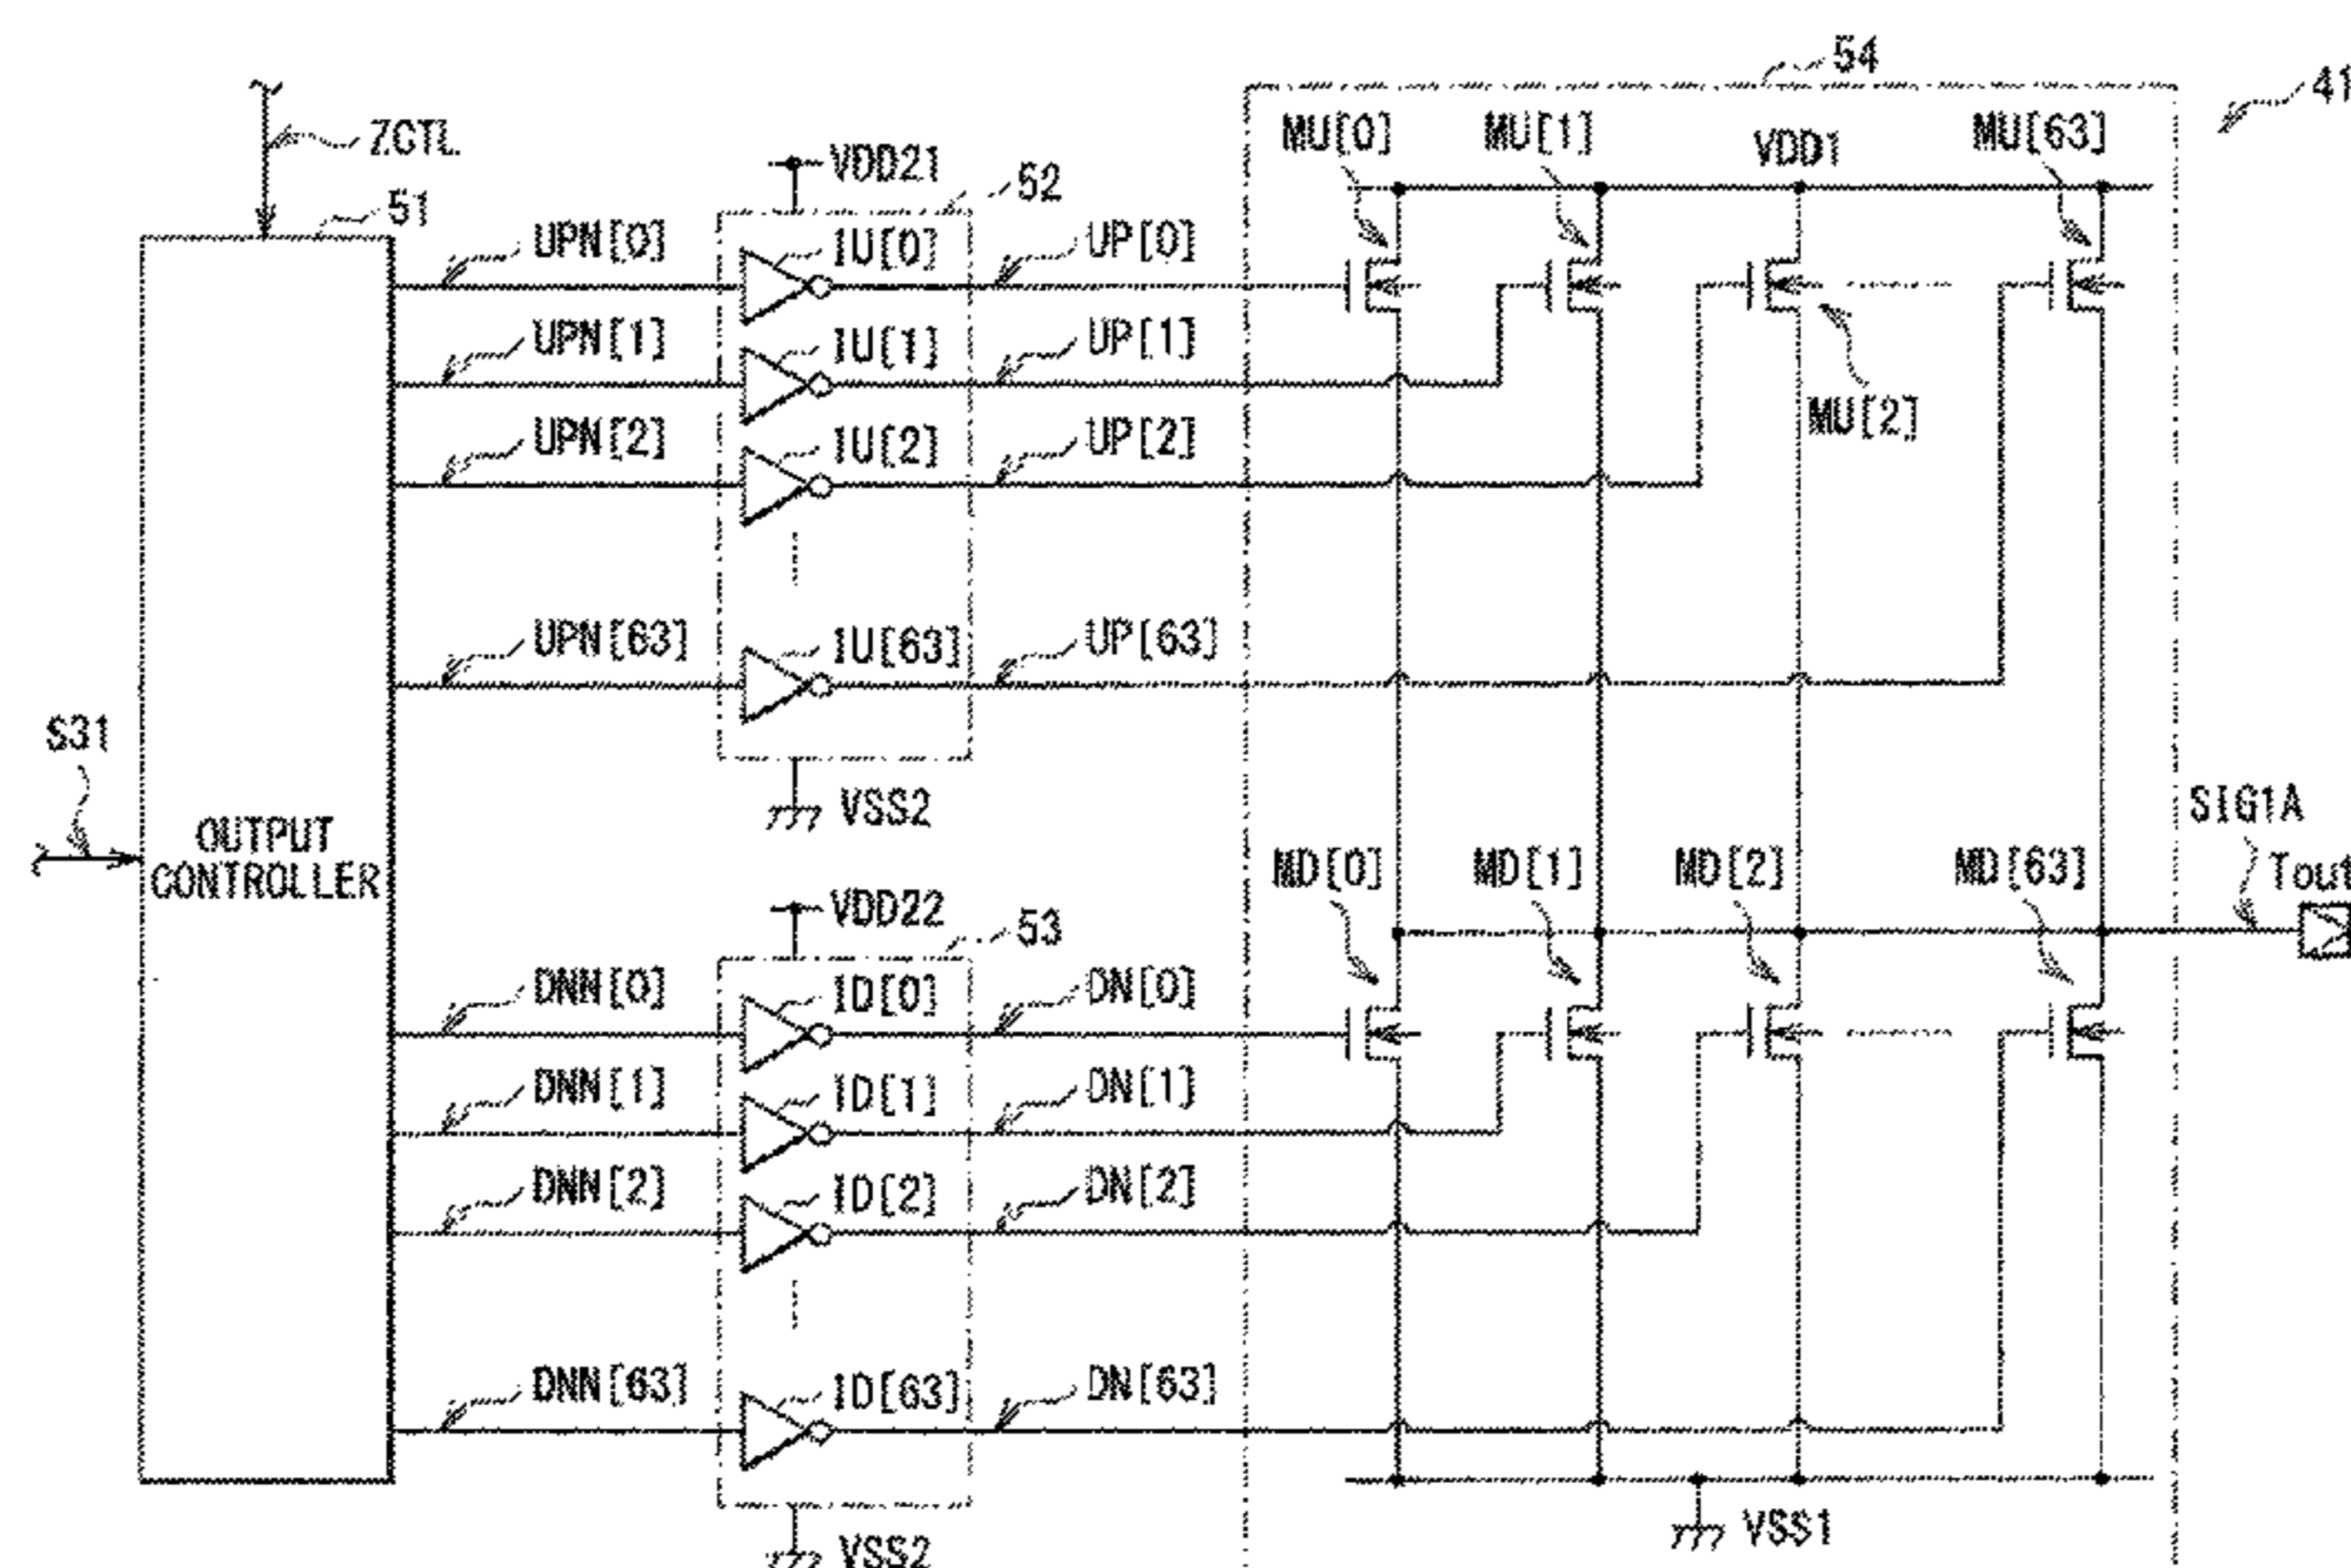 54
41
ZCTL
MU[0]
MU[1]
VDD1
MU[63]
VDD21
52
51
UPN[0]
IU[0]
UP[0]
UPN[1]
IU[1]
UP[1]
MU[2]
UPN[2]
IU[2]
UP[2]
UPN[63]
IU[63]
UP[63]
S31
VSS2
SIG1A
OUTPUT
CONTROLLER
MD[0]
MD[1]
MD[2]
MD[63]
Tout
VDD22
53
DNN[0]
ID[0]
DN[0]
DNN[1]
ID[1]
DN[1]
DNN[2]
ID[2]
DN[2]
DNN[63]
ID[63]
DN[63]
VSS1
VSS2